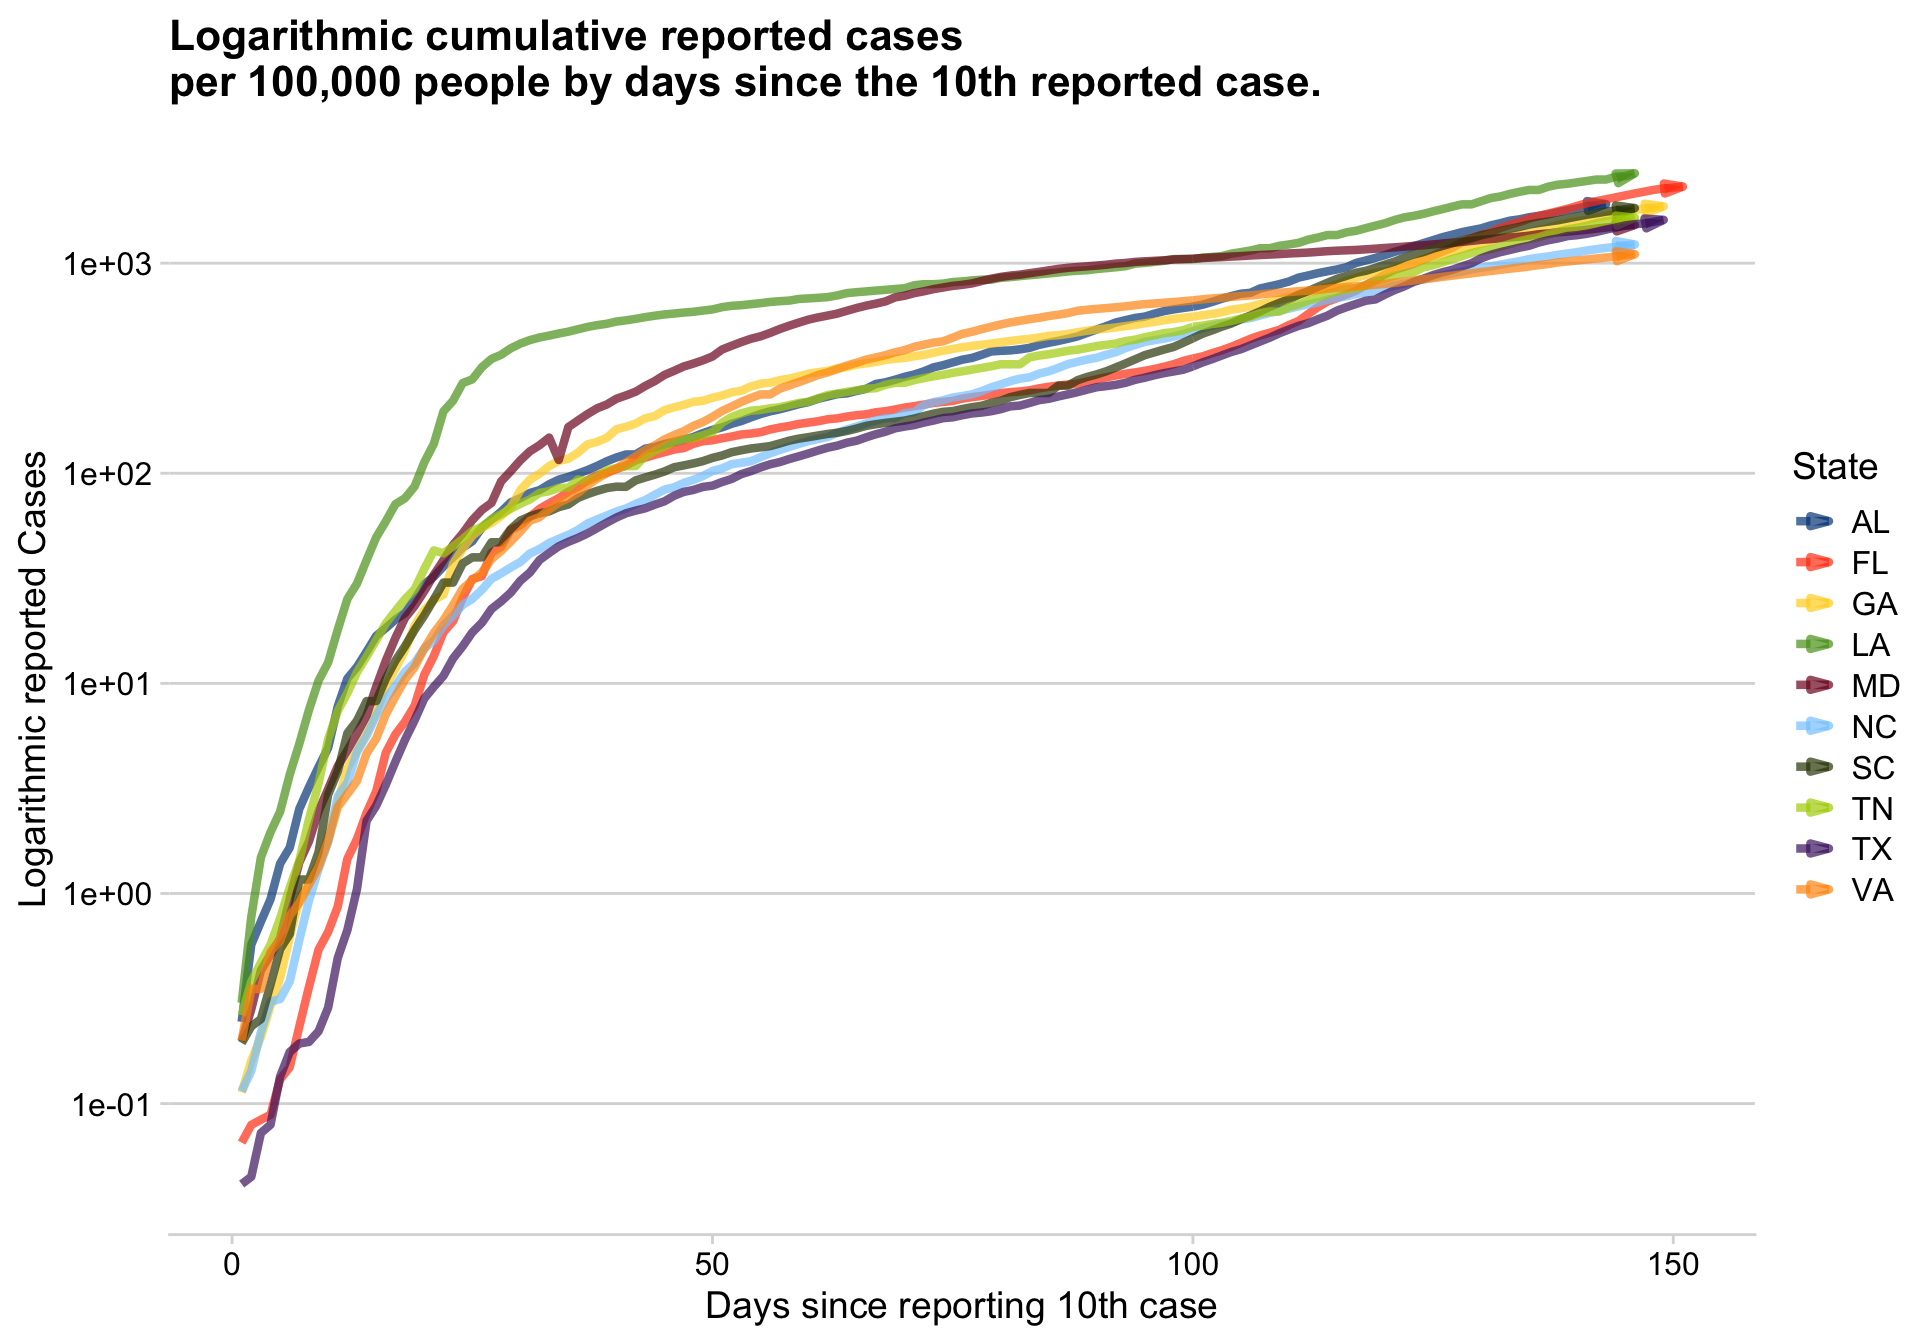 Logarithmic cumulative reported cases
per 100,000 people by days since the 10th reported case.
Logarithmic reported Cases
1e+03
1e+02
1e+01
1e+00
1e-01
0
50
100
150
Days since reporting 10th case
State
AL
FL
GA
LA
MD
NC
SC
TN
TX
VA